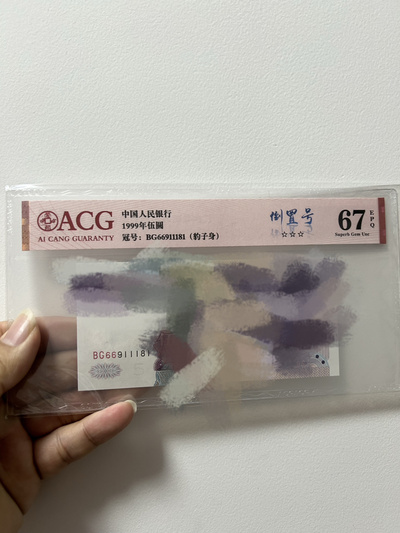 ACG
AI CANG GUARANTY
中国人民银行
1999年伍圆
冠号：BG66911181（豹子身）
倒置号
☆☆☆
67
EPQ
Superb Gem Unc
BG66911181